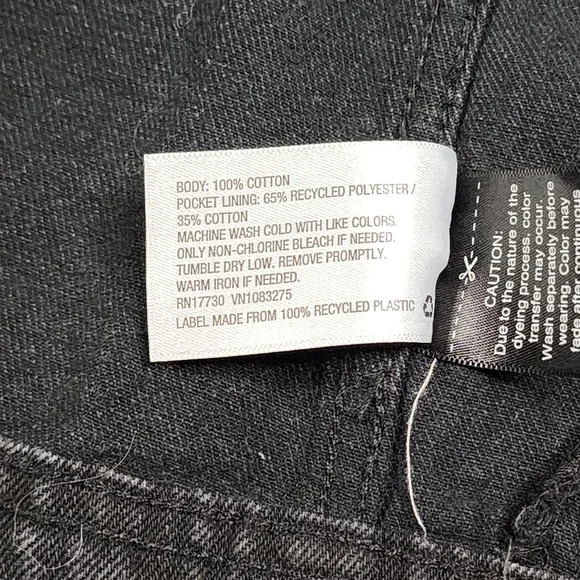 BODY: 100% COTTON
POCKET LINING: 65% RECYCLED POLYESTER /
35% COTTON
MACHINE WASH COLD WITH LIKE COLORS.
ONLY NON-CHLORINE BLEACH IF NEEDED.
TUMBLE DRY LOW. REMOVE PROMPTLY.
WARM IRON IF NEEDED.
RN17730 VN1083275
LABEL MADE FROM 100% RECYCLED PLASTIC
CAUTION:
Due to the nature of the
dyeing process, color
transfer may occur.
Wash separately before
wearing. Color may